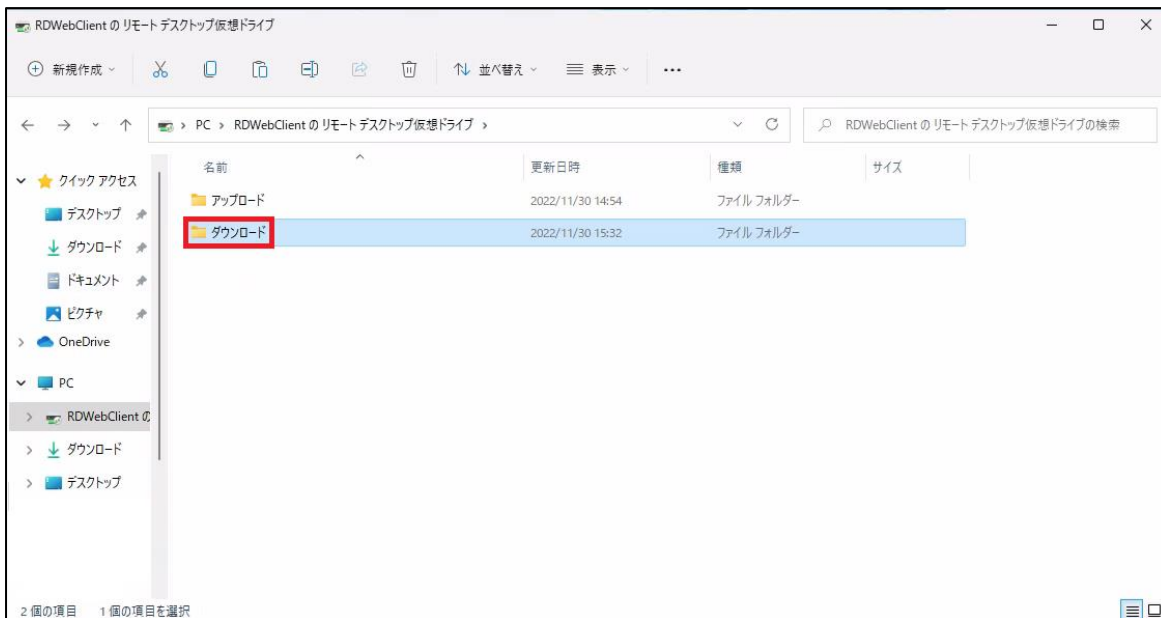 RDWebClient の リモート デスクトップ仮想ドライブ
新規作成
並べ替え
表示
PC > RDWebClient の リモート デスクトップ仮想ドライブ >
RDWebClient の リモート デスクトップ仮想ドライブの検索
名前 更新日時 種類 サイズ
クイック アクセス
デスクトップ
ダウンロード
ドキュメント
ピクチャ
OneDrive
PC
RDWebClient の
ダウンロード
デスクトップ
アップロード 2022/11/30 14:54 ファイル フォルダー
ダウンロード 2022/11/30 15:32 ファイル フォルダー
2 個の項目 1 個の項目を選択